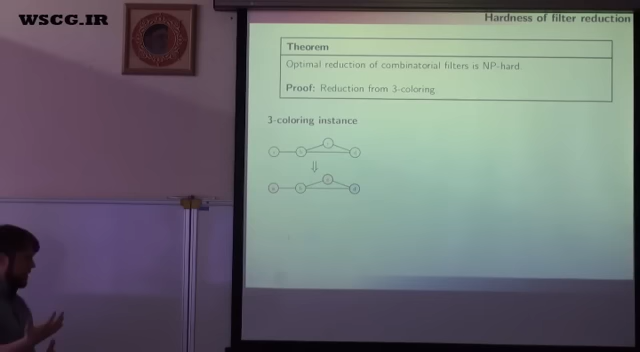 WSCG.IR
Hardness of filter reduction
Theorem
Optimal reduction of combinatorial filters is NP-hard.
Proof: Reduction from 3-coloring
3-coloring instance